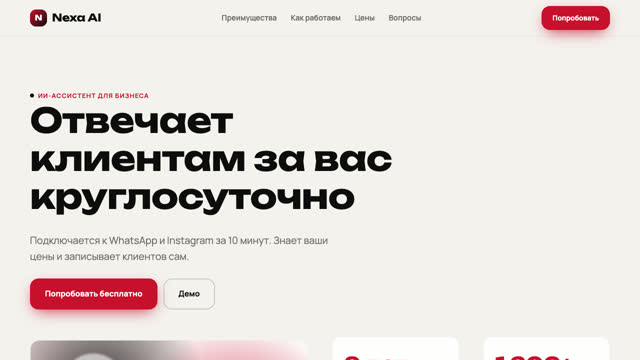 N Nexa AI
Преимущества Как работаем Цены Вопросы
Попробовать
ИИ-АССИСТЕНТ ДЛЯ БИЗНЕСА
Отвечает
клиентам за вас
круглосуточно
Подключается к WhatsApp и Instagram за 10 минут. Знает ваши
цены и записывает клиентов сам.
Попробовать бесплатно
Демо